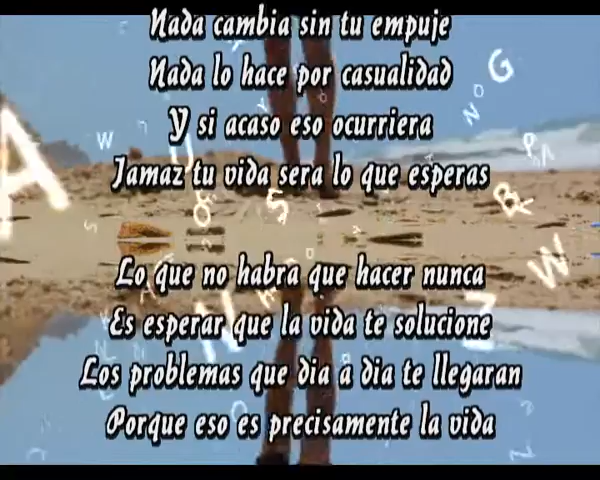 Nada cambia sin tu empuje
Nada lo hace por casualidad
Y si acaso eso ocurriera
Jamaz tu vida sera lo que esperas
Lo que no habra que hacer nunca
Es esperar que la vida te solucione
Los problemas que dia a dia te llegaran
Porque eso es precisamente la vida